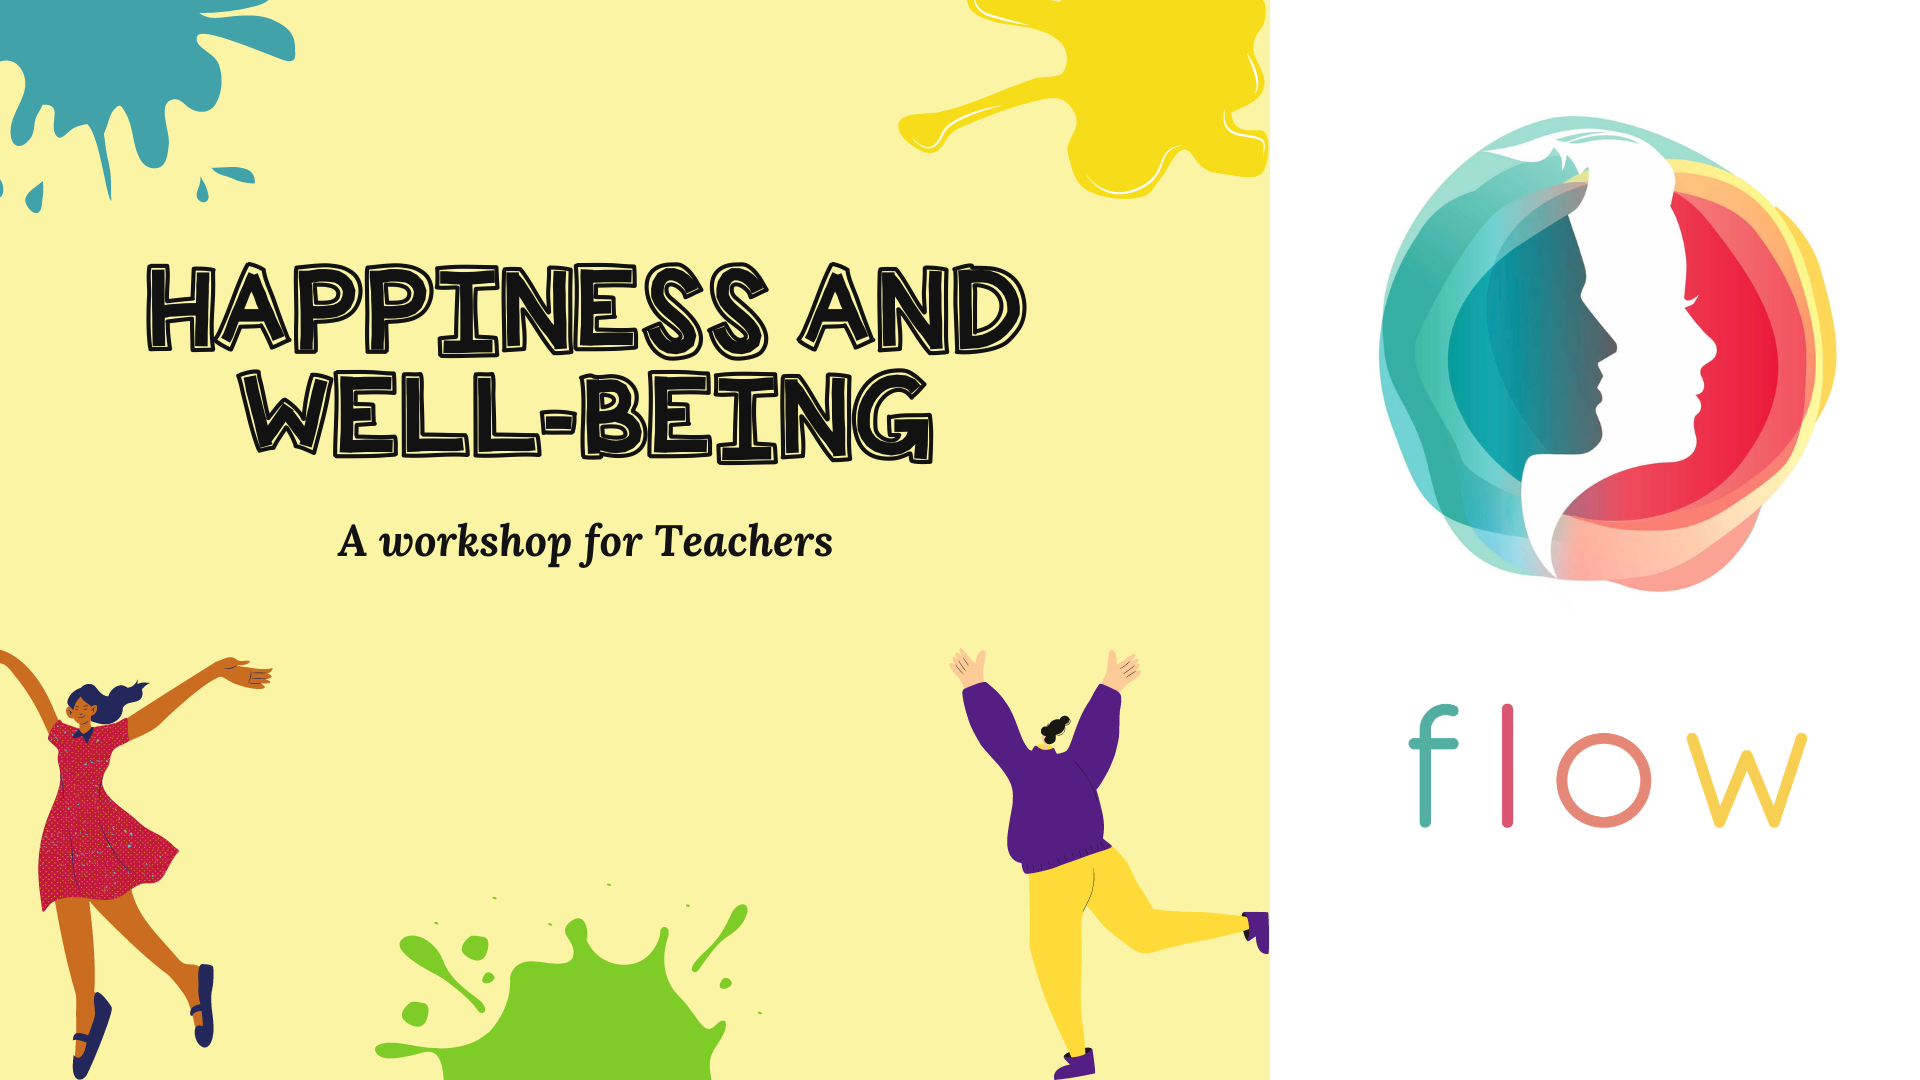 HAPPINESS AND
WELL-BEING
A workshop for Teachers
flow